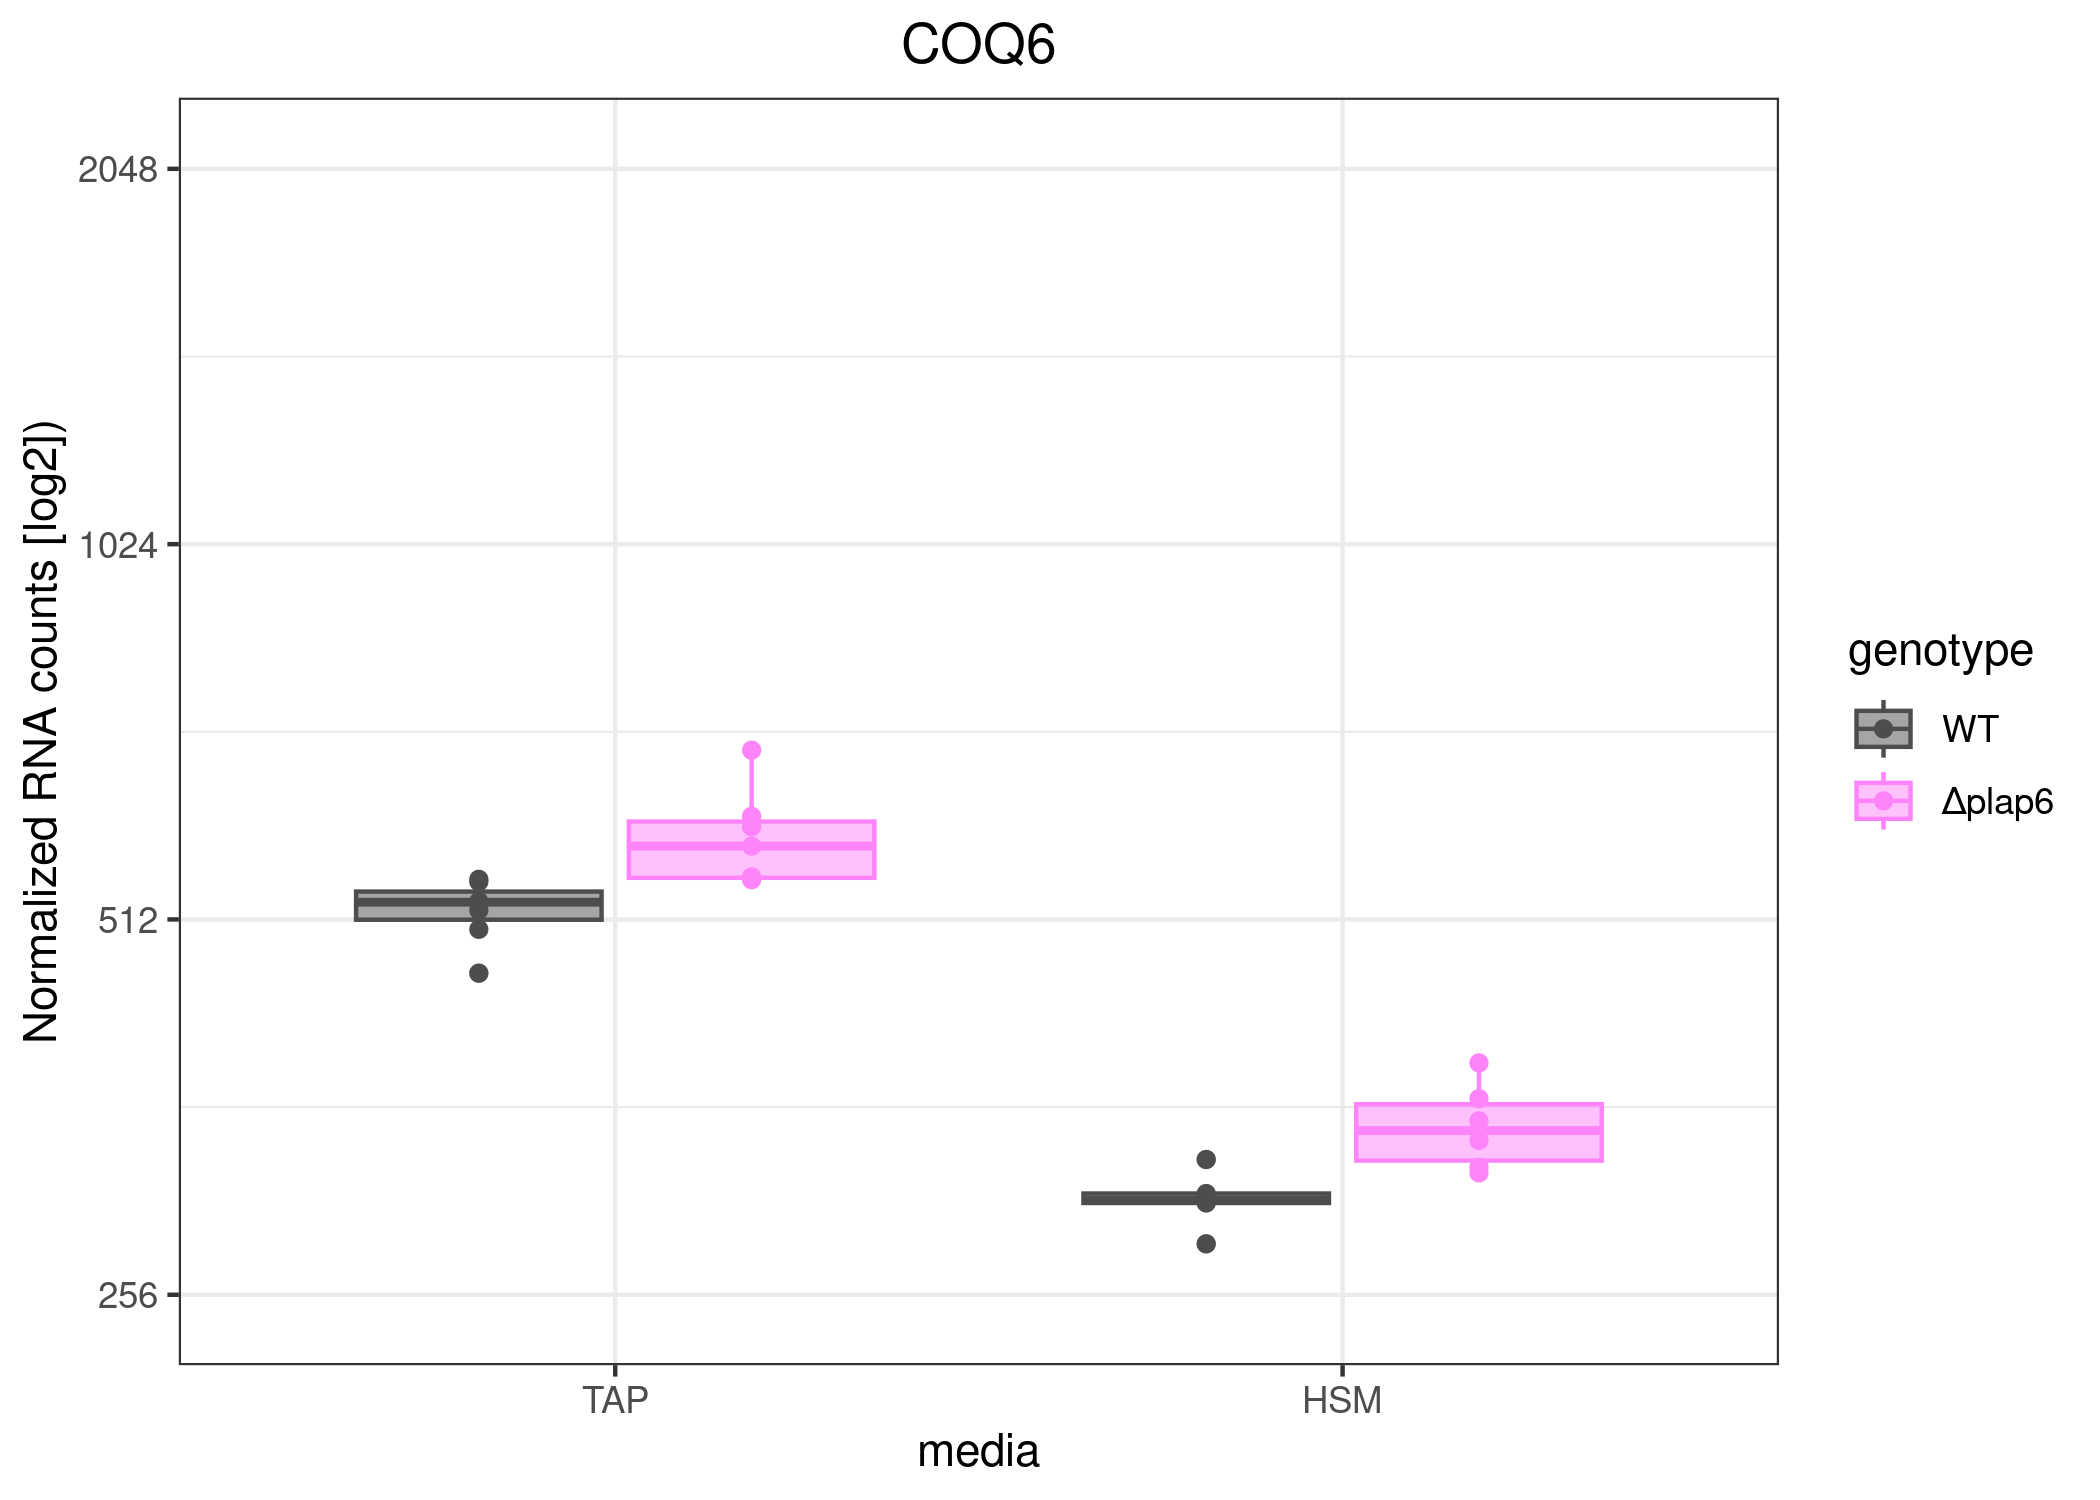 COQ6
Normalized RNA counts [log2])
2048
1024
512
256
TAP
HSM
media
genotype
WT
Δplap6